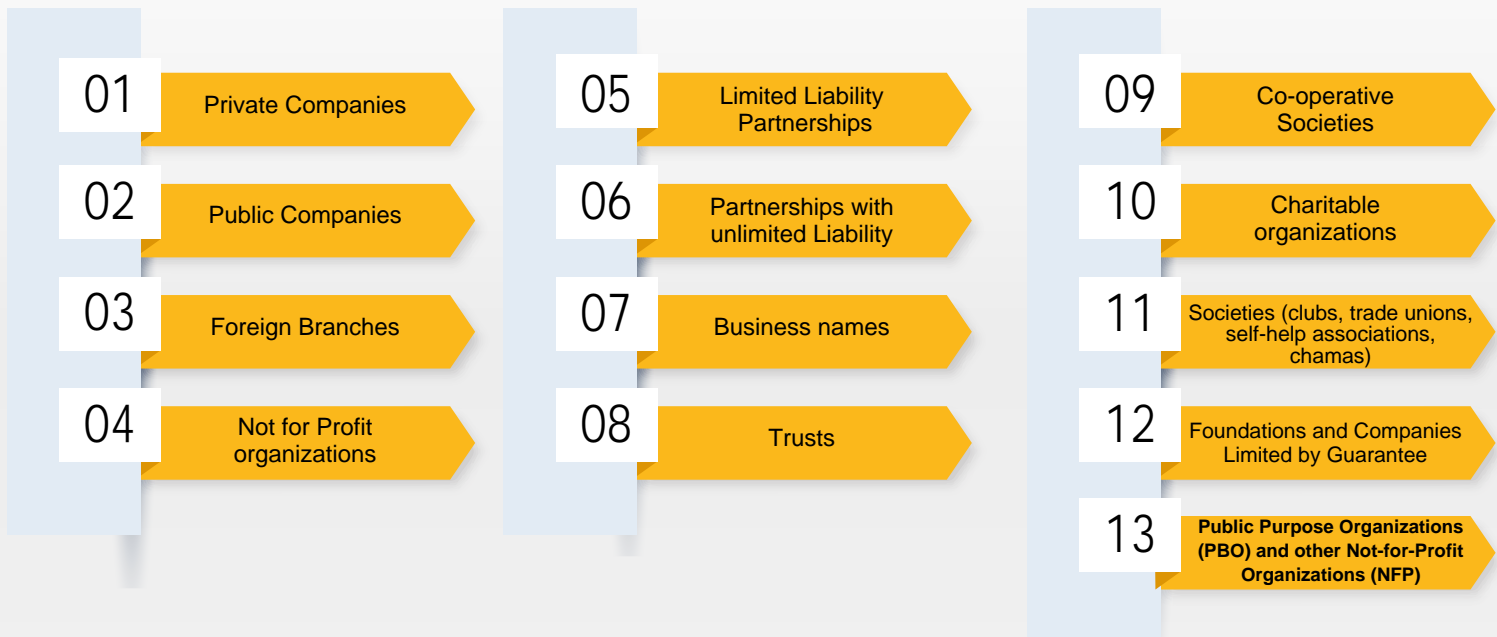 01
Private Companies
02
Public Companies
03
Foreign Branches
04
Not for Profit
organizations
05
Limited Liability
Partnerships
06
Partnerships with
unlimited Liability
07
Business names
08
Trusts
09
Co-operative
Societies
10
Charitable
organizations
11
Societies (clubs, trade unions,
self-help associations,
chamas)
12
Foundations and Companies
Limited by Guarantee
13
Public Purpose Organizations
(PBO) and other Not-for-Profit
Organizations (NFP)